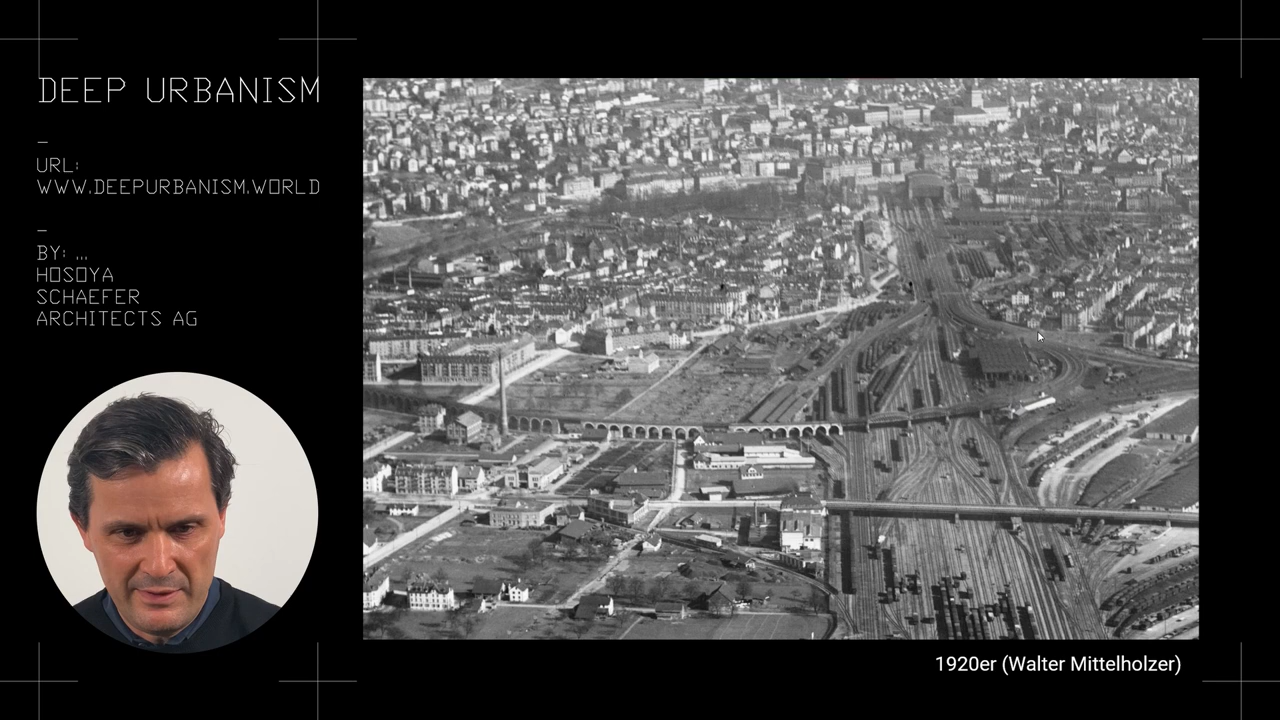 DEEP URBANISM
–
URL:
WWW.DEEPURBANISM.WORLD
–
BY: ...
HOSOYA
SCHAEFER
ARCHITECTS AG
1920er (Walter Mittelholzer)